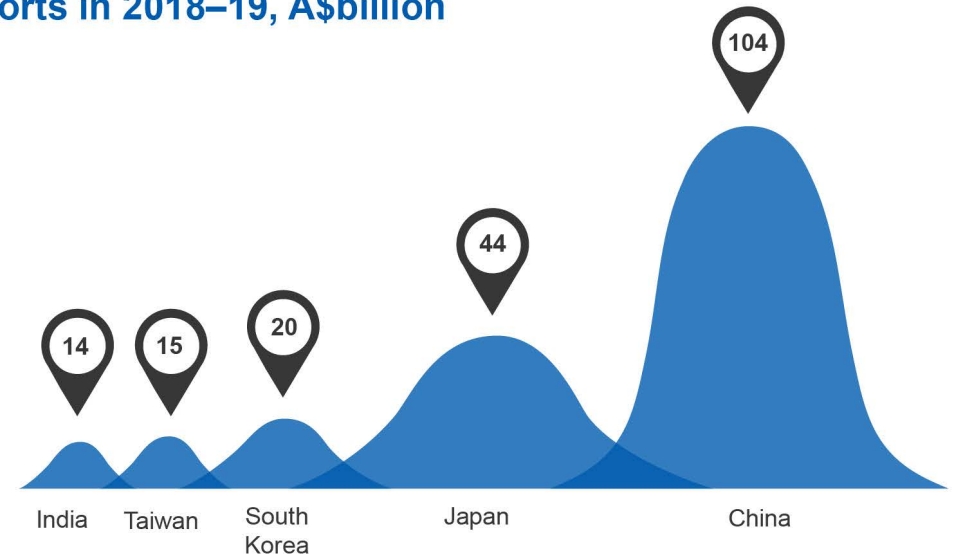 orts in 2018–19, A$billion
104
44
20
14
15
India
Taiwan
South
Korea
Japan
China